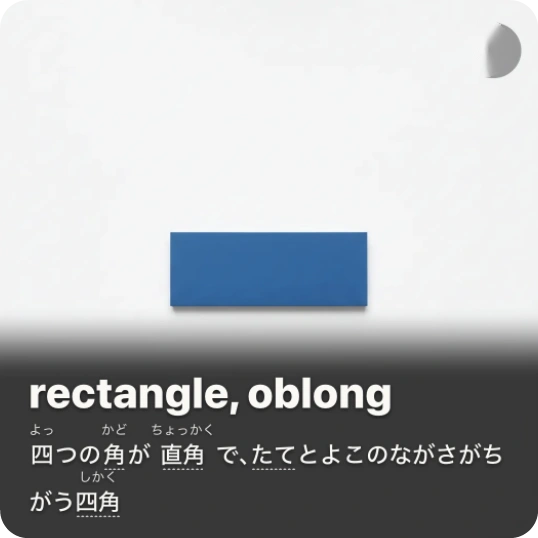 rectangle, oblong
よっ かど ちょっかく
四つの角が 直角 で、たてとよこのながさがち
しかく
がう四角